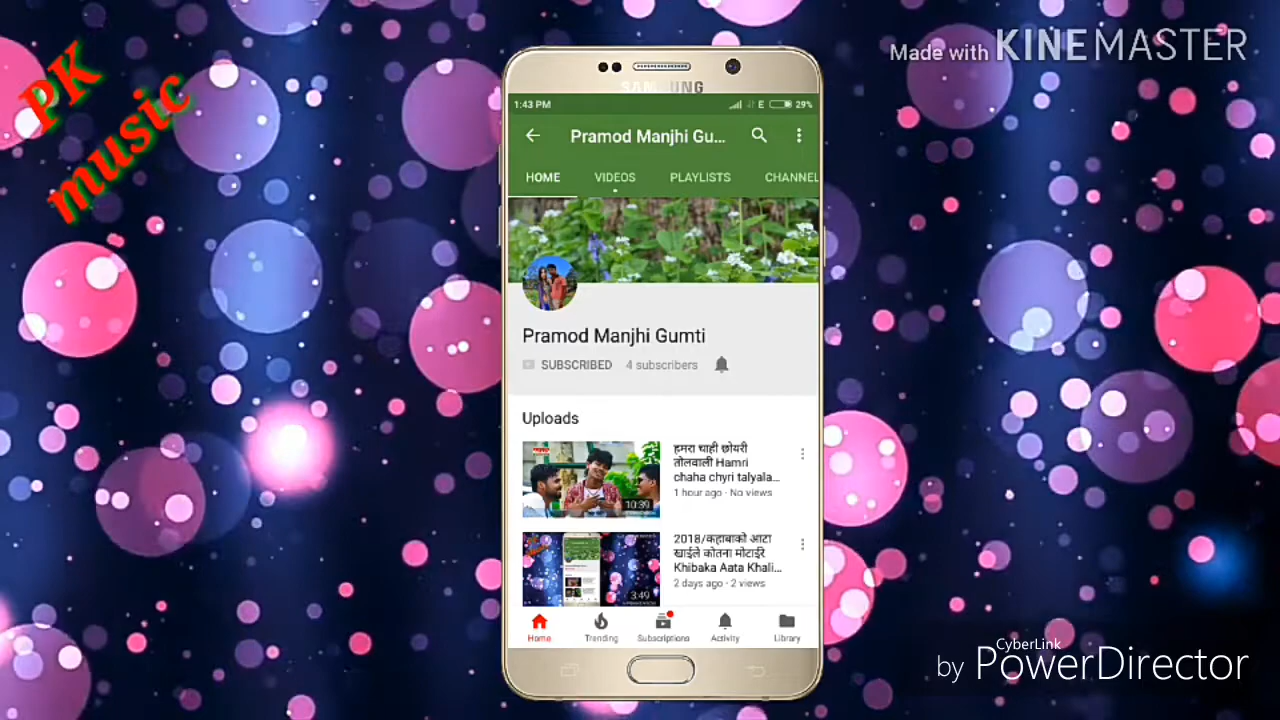 PK
music
Made with KINEMASTER
SAMSUNG
1:43 PM
E
29%
Pramod Manjhi Gu...
HOME
VIDEOS
PLAYLISTS
CHANNEL
Pramod Manjhi Gumti
SUBSCRIBED
4 subscribers
Uploads
10:39
हमरा चाही छोयरी
तोलवाली Hamri
chaha chyri talyala...
1 hour ago · No views
3:49
2018/कहाबाको आटा
खाईले कोतना मोटाईरे
Khibaka Aata Khali...
2 days ago · 2 views
Home
Trending
Subscriptions
Activity
Library
CyberLink
by PowerDirector